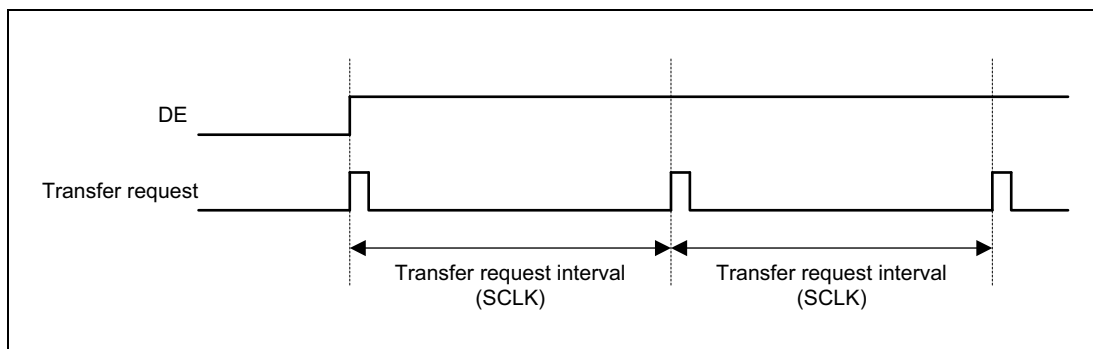 DE
Transfer request
Transfer request interval
(SCLK)
Transfer request interval
(SCLK)